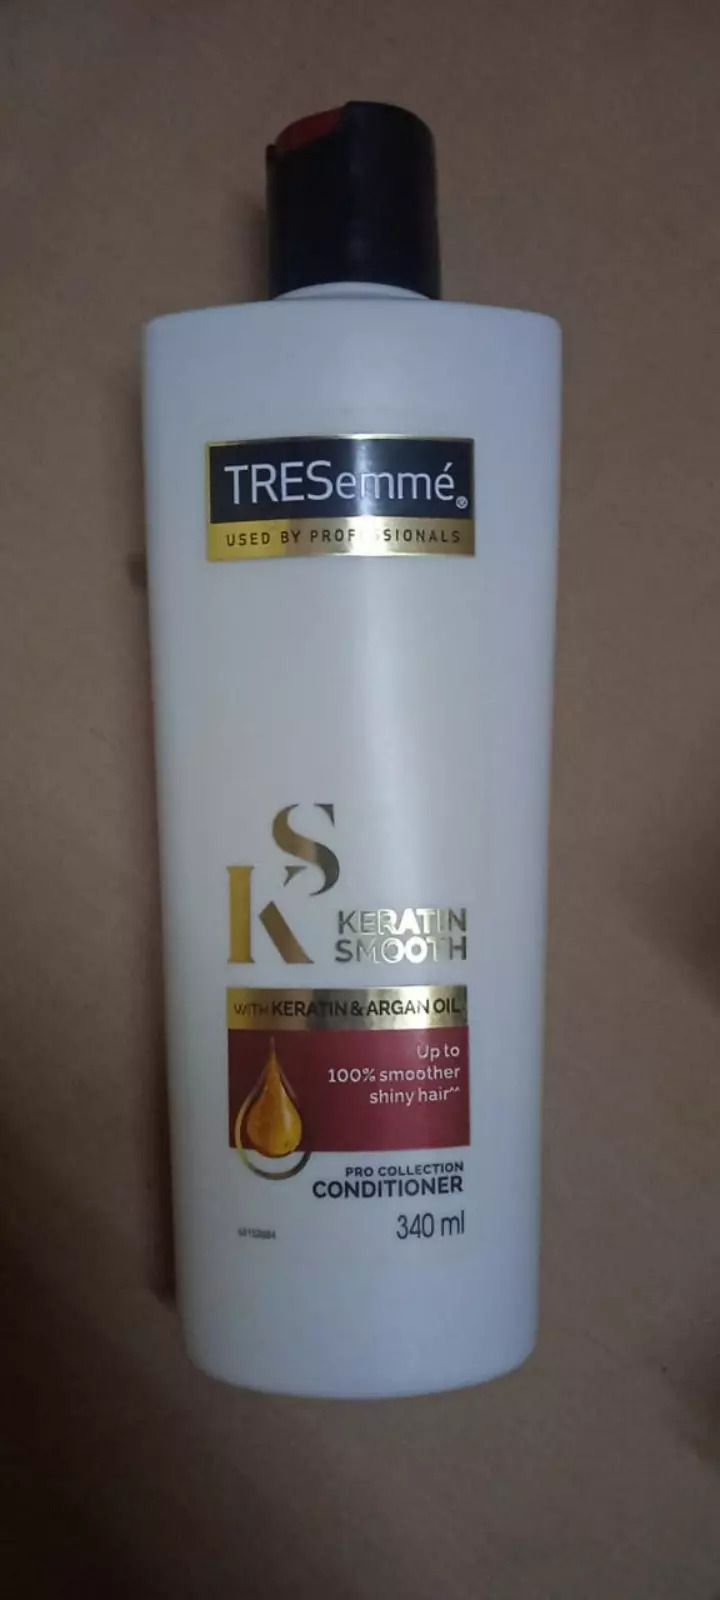 TRESemmé®
USED BY PROFESSIONALS
KS
KERATIN
SMOOTH
WITH KERATIN & ARGAN OIL
Up to
100% smoother
shiny hair^^
PRO COLLECTION
CONDITIONER
340 ml